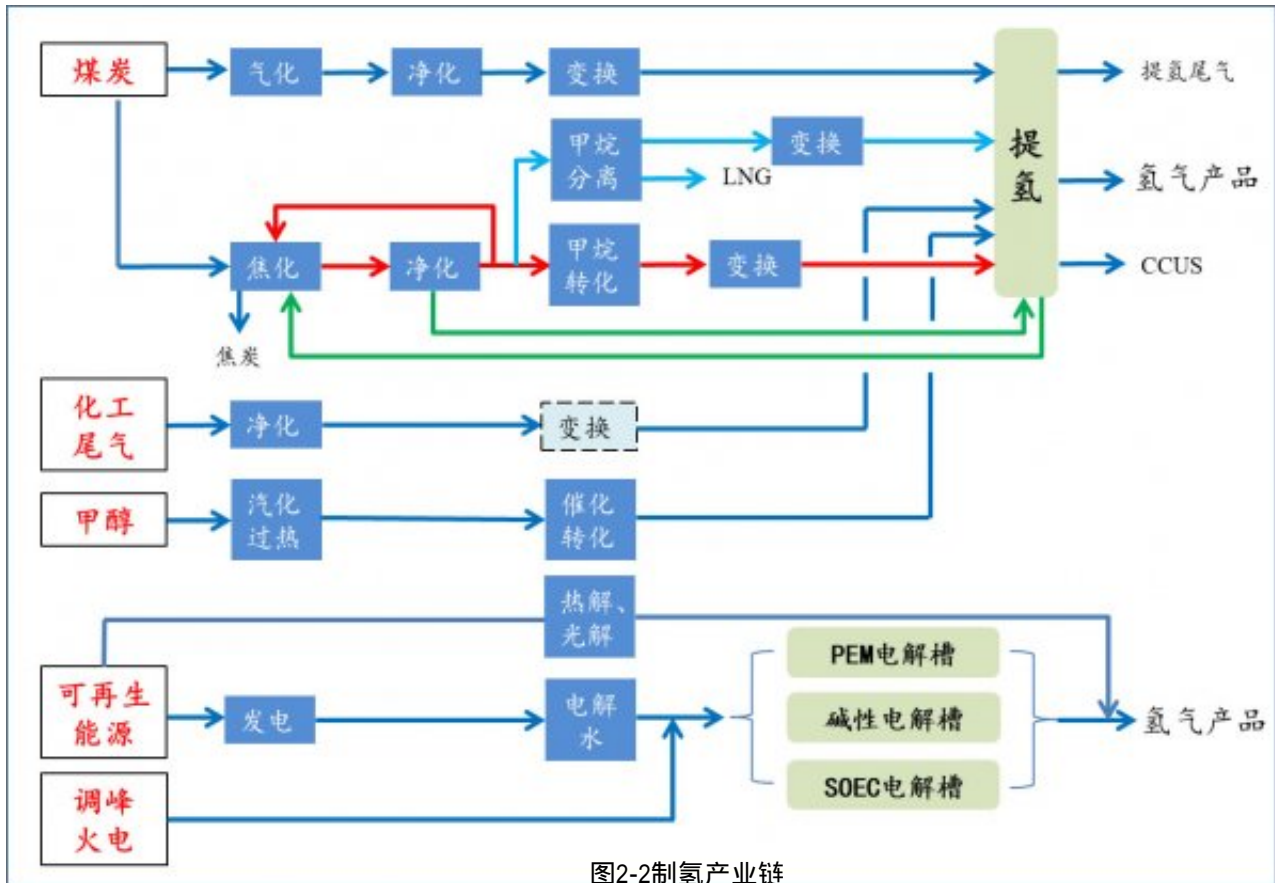 煤炭
气化
净化
变换
提氢尾气
甲烷
分离
变换
提
氢
LNG
氢气产品
焦化
净化
甲烷
转化
变换
CCUS
焦炭
化工
尾气
净化
变换
甲醇
汽化
过热
催化
转化
热解、
光解
PEM电解槽
可再生
能源
发电
电解
水
碱性电解槽
氢气产品
SOEC电解槽
调峰
火电
图2-2制氢产业链